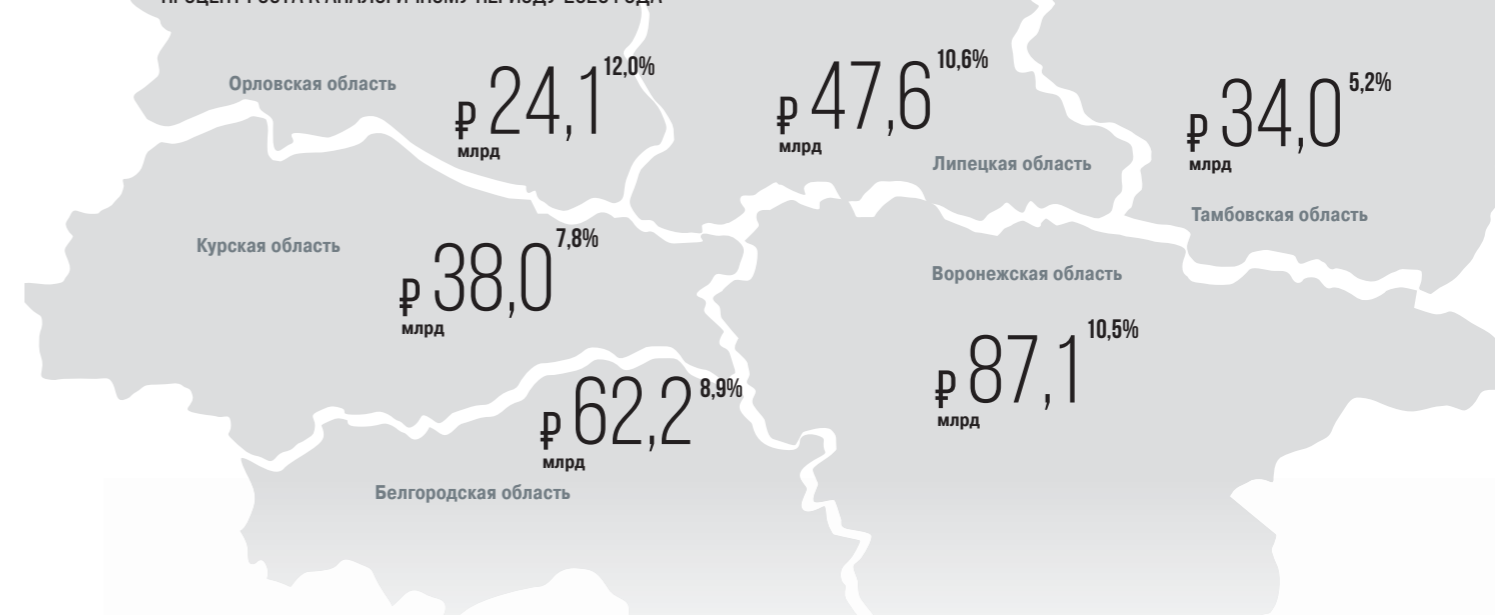 Орловская область
₽ 24,1 12,0%
млрд
₽ 47,6 10,6%
млрд
Липецкая область
₽ 34,0 5,2%
млрд
Тамбовская область
Курская область
₽ 38,0 7,8%
млрд
Воронежская область
₽ 87,1 10,5%
млрд
₽ 62,2 8,9%
млрд
Белгородская область